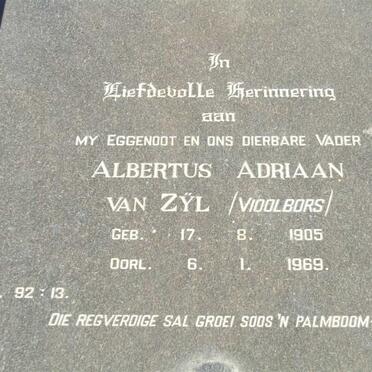 In
Liefdevolle Herinnering
aan
MY EGGENOOT EN ONS DIERBARE VADER
ALBERTUS ADRIAAN
VAN ZŸL /VIOOLBORS/
GEB. 17. 8. 1905
OORL. 6. 1. 1969.
. 92:13.
DIE REGVERDIGE SAL GROEI SOOS 'N PALMBOOM